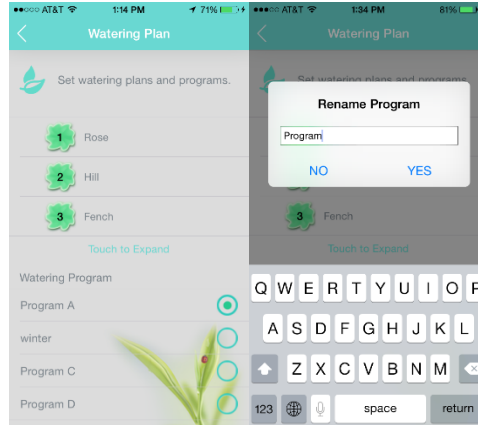 AT&T 1:14 PM 71%
Watering Plan
Set watering plans and programs.
1 Rose
2 Hill
3 Fench
Touch to Expand
Watering Program
Program A
winter
Program C
Program D
AT&T 1:34 PM 81%
Watering Plan
Set watering plans and programs.
Rename Program
Program
NO YES
3 Fench
Touch to Expand
Q W E R T Y U I O P
A S D F G H J K L
Z X C V B N M
123 space return